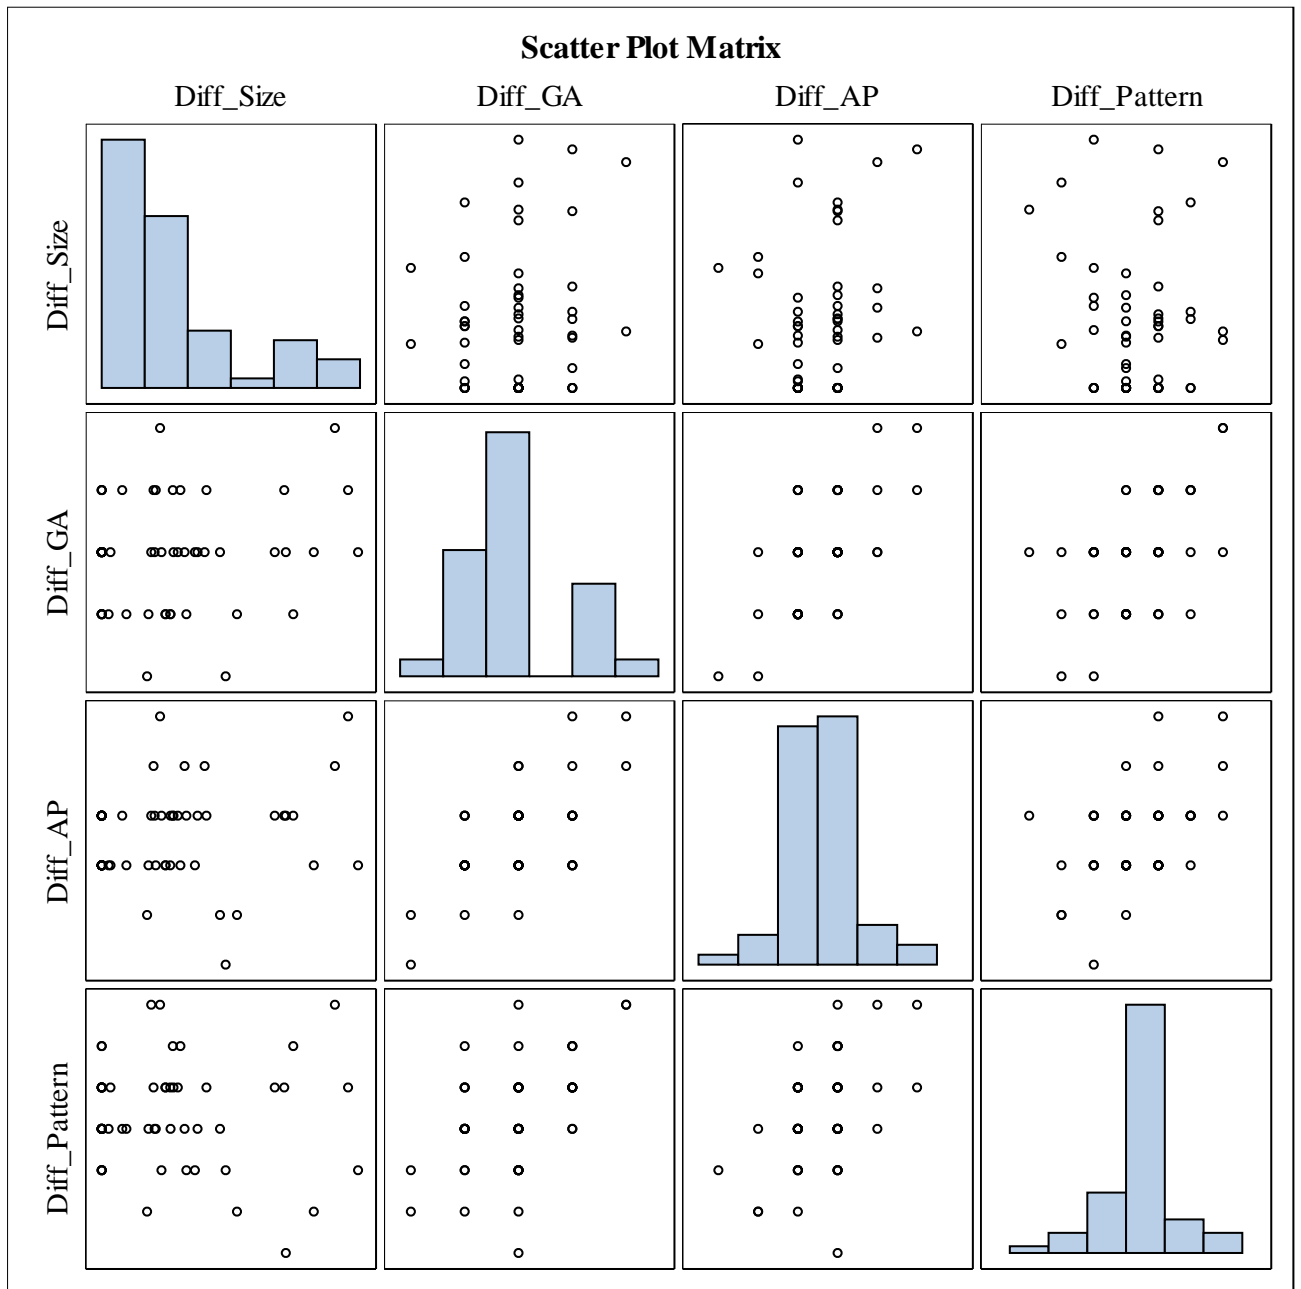 Scatter Plot Matrix
Diff_Size Diff_GA Diff_AP Diff_Pattern
Diff_Size
Diff_GA
Diff_AP
Diff_Pattern